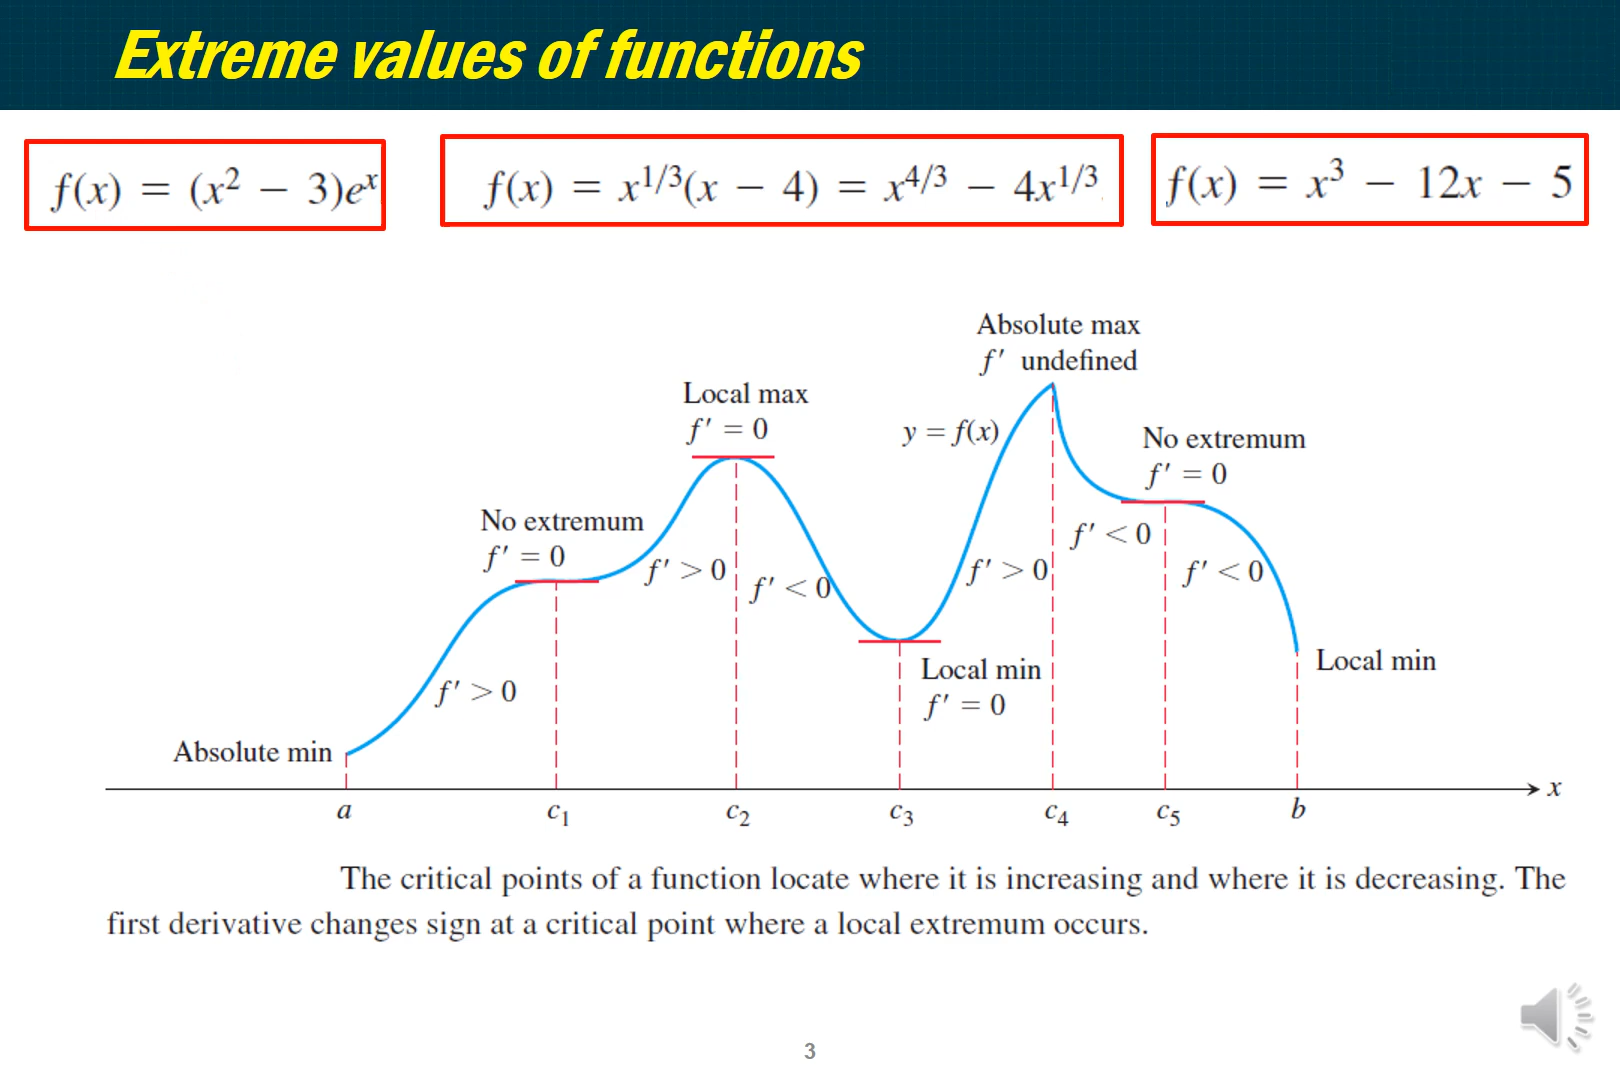 Extreme values of functions
f(x) = (x² − 3)eˣ
f(x) = x^{1/3}(x − 4) = x^{4/3} − 4x^{1/3}
f(x) = x³ − 12x − 5
Absolute max
f′ undefined
Local max
f′ = 0
y = f(x)
No extremum
f′ = 0
No extremum
f′ = 0
f′ > 0
f′ < 0
f′ > 0
f′ < 0
f′ < 0
Local min
f′ = 0
Local min
f′ > 0
Absolute min
x
a
c₁
c₂
c₃
c₄
c₅
b
The critical points of a function locate where it is increasing and where it is decreasing. The
first derivative changes sign at a critical point where a local extremum occurs.
3